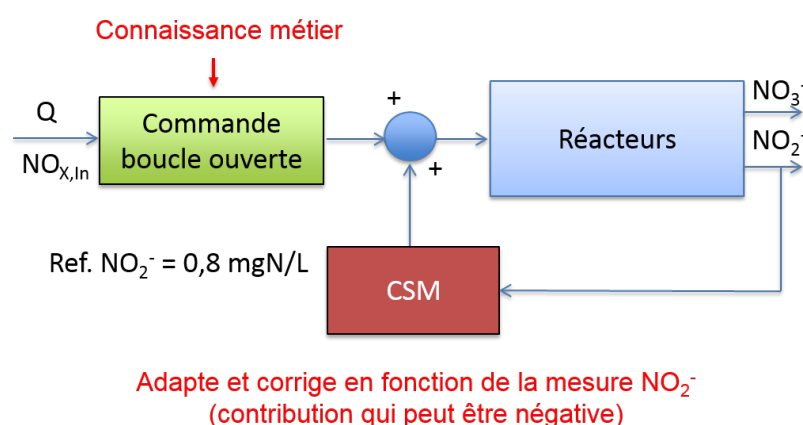 Connaissance métier
Q
NO_X,In
Commande
boucle ouverte
+
+
Réacteurs
NO₃⁻
NO₂⁻
Ref. NO₂⁻ = 0,8 mgN/L
CSM
Adapte et corrige en fonction de la mesure NO₂⁻
(contribution qui peut être négative)